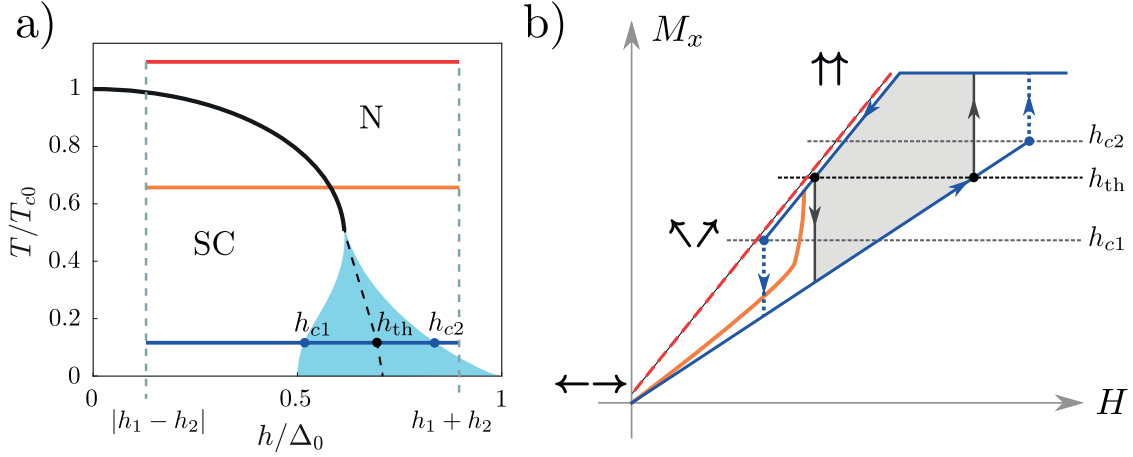 a)
T/T_{c0}
1
0.8
0.6
0.4
0.2
0
N
SC
h_{c1}
h_{th}
h_{c2}
0
0.5
1
|h_1 − h_2|
h/Δ_0
h_1 + h_2
b)
M_x
h_{c2}
h_{th}
h_{c1}
H